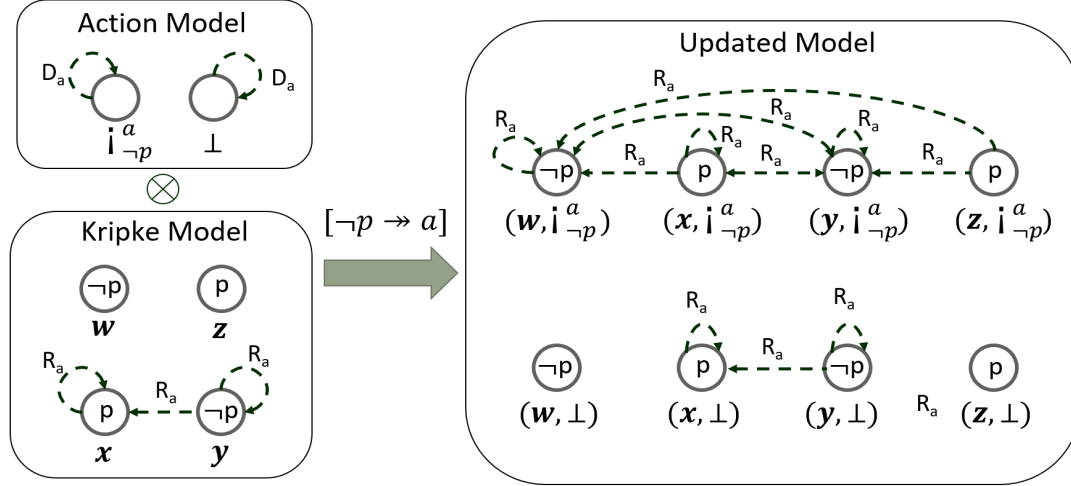 Action Model
Dₐ Dₐ
¡ᵃ¬p ⊥
⊗
Kripke Model
¬p p
w z
Rₐ Rₐ Rₐ
p ¬p
x y
[¬p ↠ a]
Updated Model
Rₐ
Rₐ Rₐ Rₐ Rₐ
Rₐ Rₐ Rₐ
¬p p ¬p p
(w,¡ᵃ¬p) (x,¡ᵃ¬p) (y,¡ᵃ¬p) (z,¡ᵃ¬p)
Rₐ Rₐ
Rₐ
¬p p ¬p p
Rₐ
(w,⊥) (x,⊥) (y,⊥) (z,⊥)